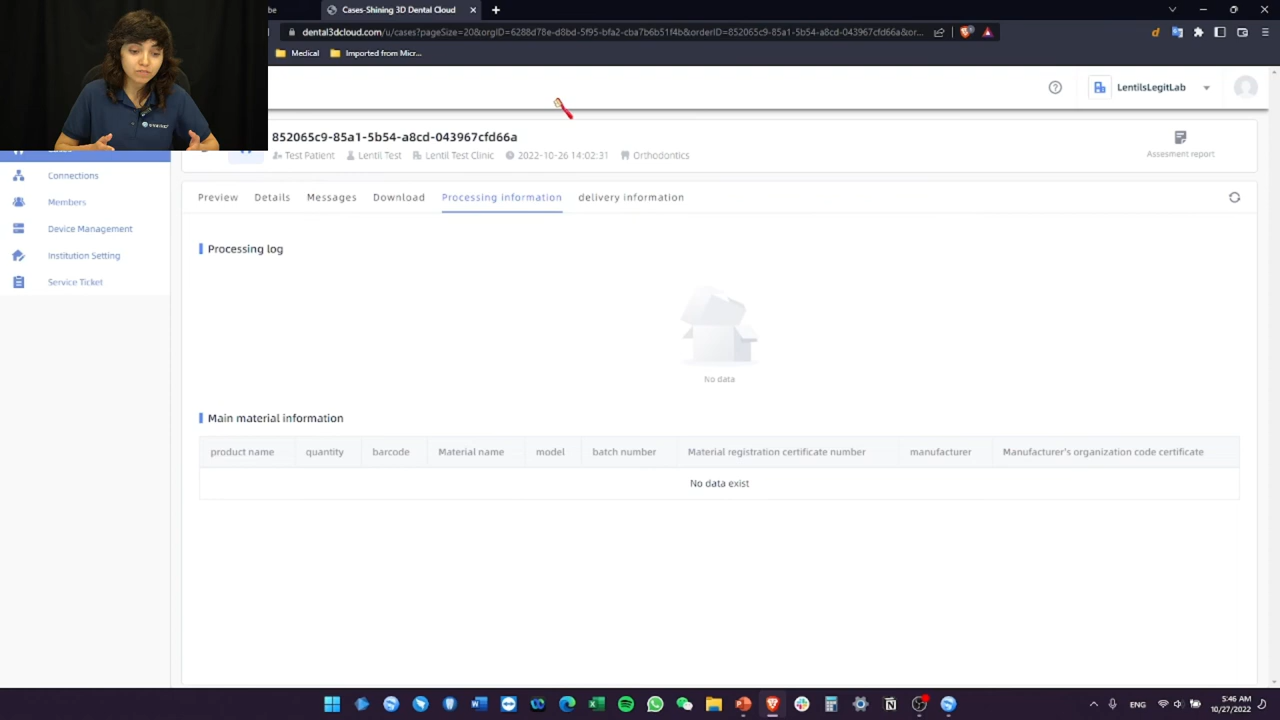 be
Cases-Shining 3D Dental Cloud
dental3dcloud.com/u/cases?pageSize=20&orgID=6288d78e-d8bd-5f95-bfa2-cba7b6b51f4b&orderID=852065c9-85a1-5b54-a8cd-043967cfd66a&or...
Medical
Imported from Micr...
LentilsLegitLab
852065c9-85a1-5b54-a8cd-043967cfd66a
Test Patient
Lentil Test
Lentil Test Clinic
2022-10-26 14:02:31
Orthodontics
Assesment report
Connections
Members
Device Management
Institution Setting
Service Ticket
Preview
Details
Messages
Download
Processing information
delivery information
Processing log
No data
Main material information
product name
quantity
barcode
Material name
model
batch number
Material registration certificate number
manufacturer
Manufacturer's organization code certificate
No data exist
ENG
5:46 AM
10/27/2022